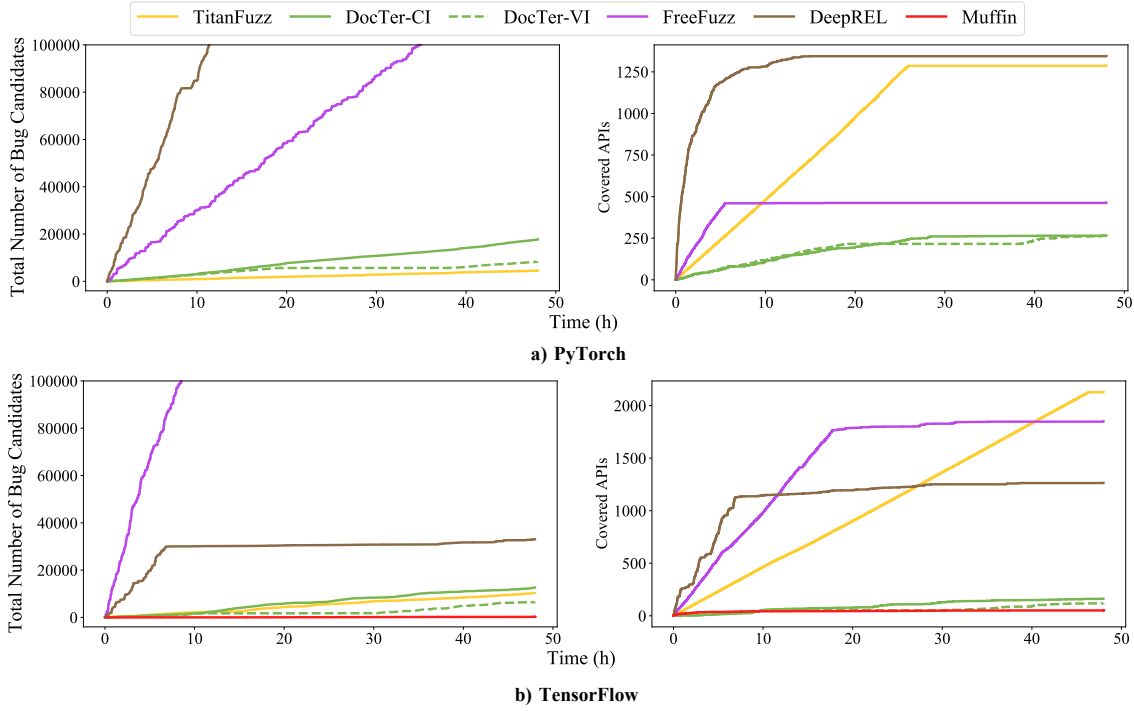 TitanFuzz DocTer-CI DocTer-VI FreeFuzz DeepREL Muffin
Total Number of Bug Candidates
100000
80000
60000
40000
20000
0
0 10 20 30 40 50
Covered APIs
1250
1000
750
500
250
0
0 10 20 30 40 50
Time (h)
a) PyTorch
Total Number of Bug Candidates
100000
80000
60000
40000
20000
0
0 10 20 30 40 50
Covered APIs
2000
1500
1000
500
0
0 10 20 30 40 50
Time (h)
b) TensorFlow